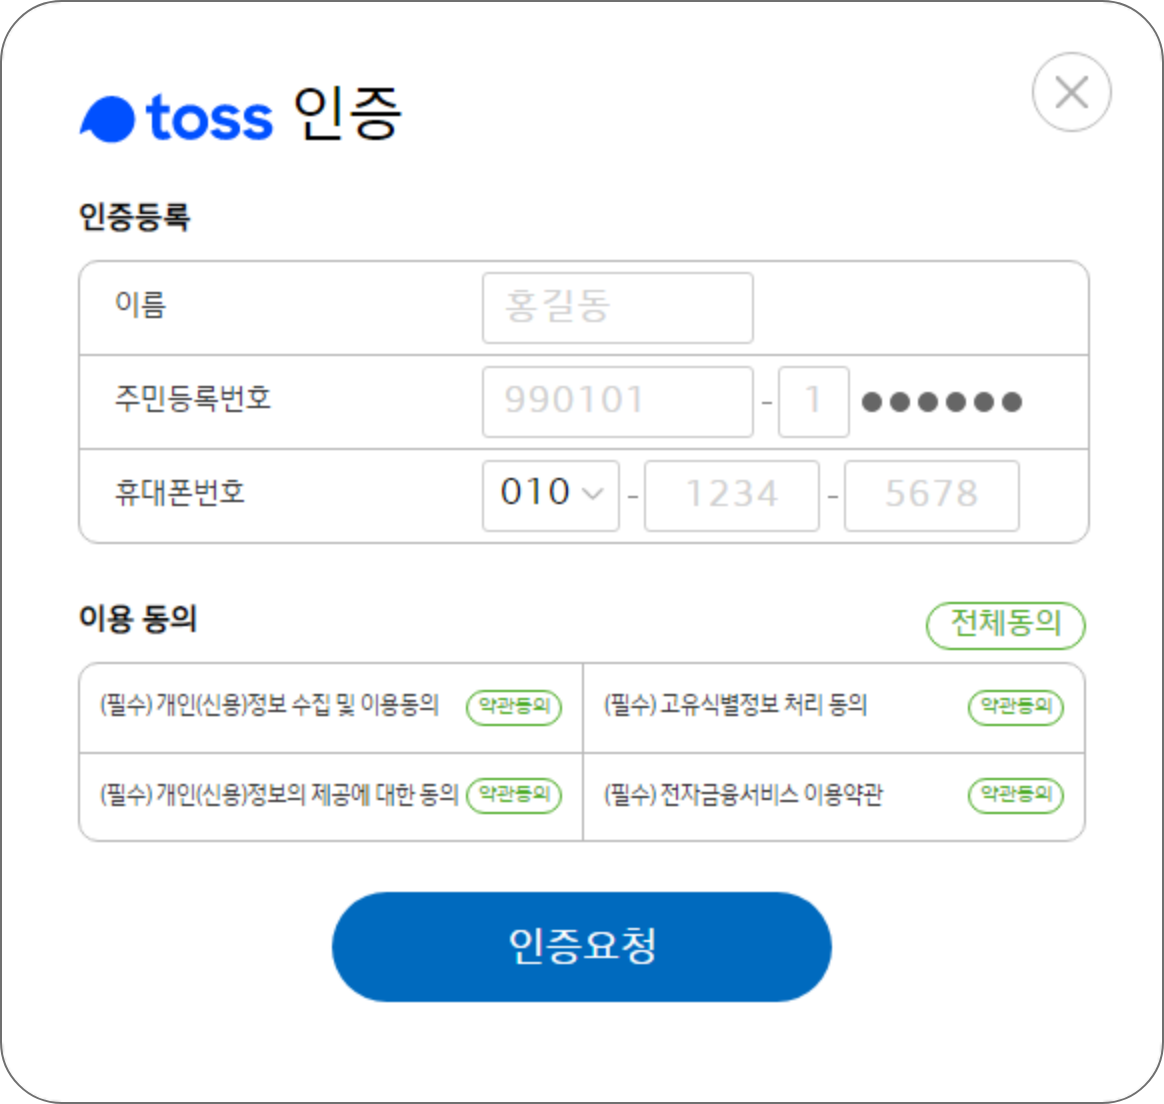 toss 인증
인증등록
이름 홍길동
주민등록번호 990101 - 1 ●●●●●●
휴대폰번호 010 - 1234 - 5678
이용 동의 전체동의
(필수) 개인(신용)정보 수집 및 이용동의 약관동의 (필수) 고유식별정보 처리 동의 약관동의
(필수) 개인(신용)정보의 제공에 대한 동의 약관동의 (필수) 전자금융서비스 이용약관 약관동의
인증요청